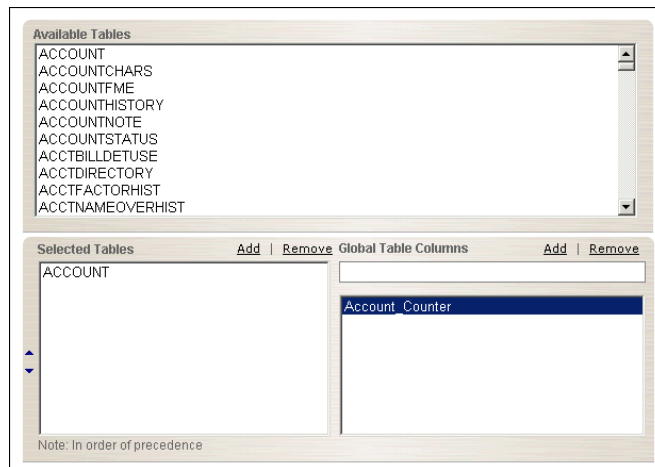 Available Tables
ACCOUNT
ACCOUNTCHARS
ACCOUNTFME
ACCOUNTHISTORY
ACCOUNTNOTE
ACCOUNTSTATUS
ACCTBILLDETUSE
ACCTDIRECTORY
ACCTFACTORHIST
ACCTNAMEOVERHIST
Selected Tables Add | Remove Global Table Columns Add | Remove
ACCOUNT
Account_Counter
Note: In order of precedence